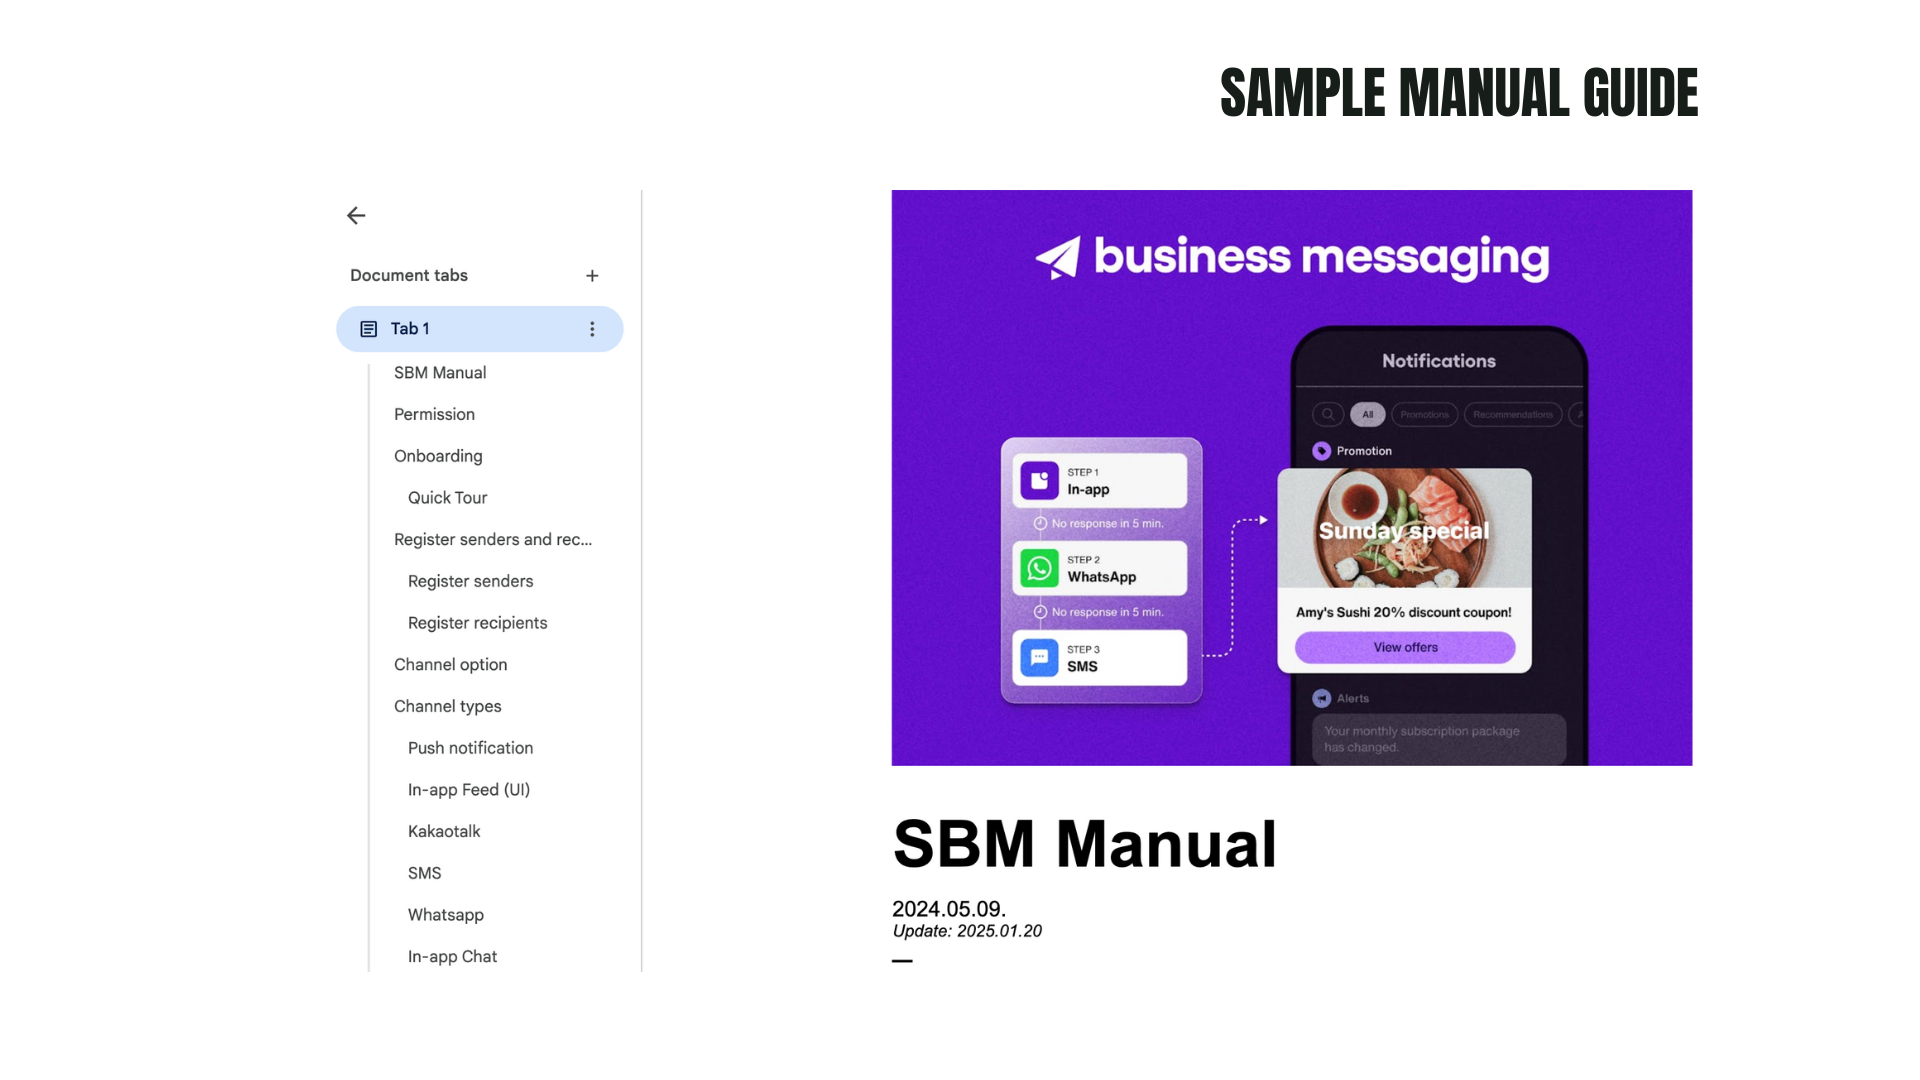 SAMPLE MANUAL GUIDE
Document tabs
Tab 1
SBM Manual
Permission
Onboarding
Quick Tour
Register senders and rec...
Register senders
Register recipients
Channel option
Channel types
Push notification
In-app Feed (UI)
Kakaotalk
SMS
Whatsapp
In-app Chat
business messaging
STEP 1
In-app
No response in 5 min.
STEP 2
WhatsApp
No response in 5 min.
STEP 3
SMS
Notifications
All
Promotions
Recommendations
A
Promotion
Sunday special
Amy's Sushi 20% discount coupon!
View offers
Alerts
Your monthly subscription package
has changed.
SBM Manual
2024.05.09.
Update: 2025.01.20